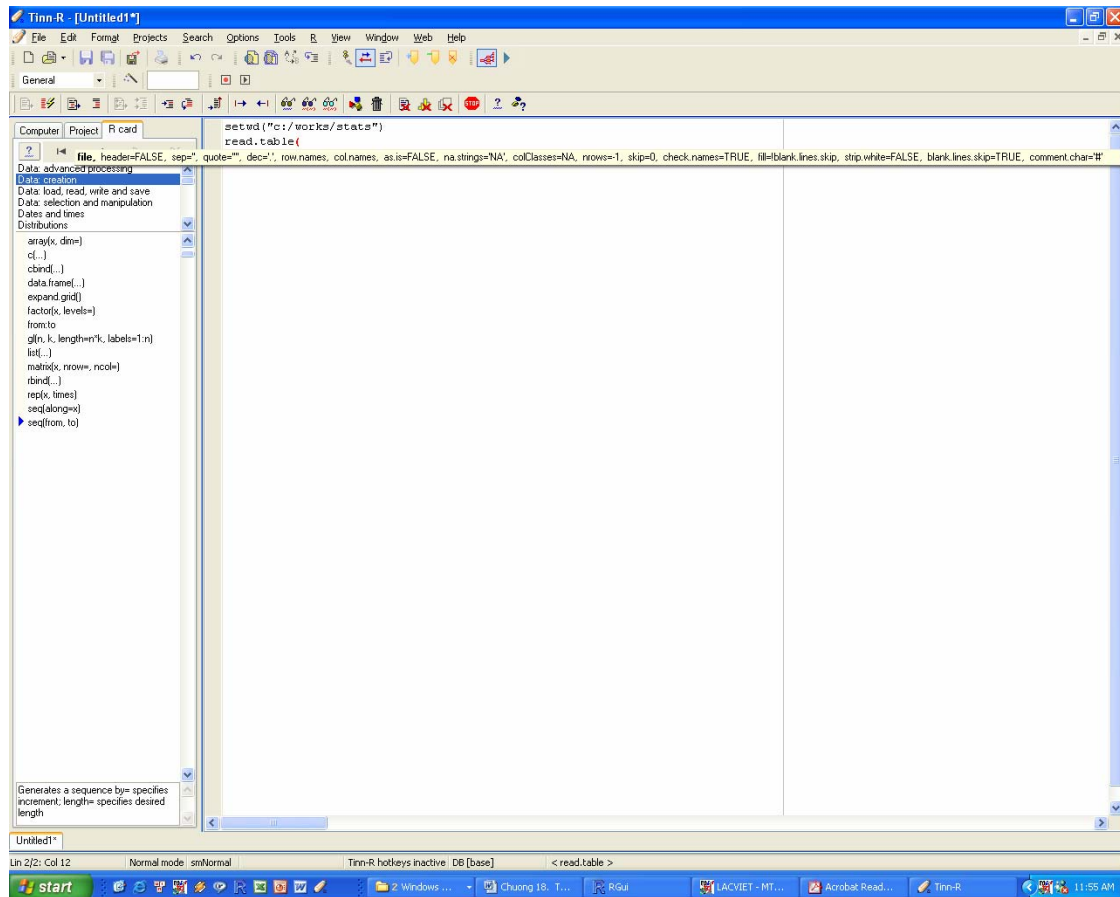 Tinn-R - [Untitled1*]
File Edit Format Projects Search Options Tools R View Window Web Help
General
STOP
Computer Project R card
setwd("c:/works/stats")
read.table(
file, header=FALSE, sep='', quote="", dec='.', row.names, col.names, as.is=FALSE, na.strings='NA', colClasses=NA, nrows=-1, skip=0, check.names=TRUE, fill=!blank.lines.skip, strip.white=FALSE, blank.lines.skip=TRUE, comment.char='#'
Data: advanced processing
Data: creation
Data: load, read, write and save
Data: selection and manipulation
Dates and times
Distributions
array(x, dim=)
c(...)
cbind(...)
data.frame(...)
expand.grid()
factor(x, levels=)
from:to
gl(n, k, length=n*k, labels=1:n)
list(...)
matrix(x, nrow=, ncol=)
rbind(...)
rep(x, times)
seq(along=x)
seq(from, to)
Generates a sequence by= specifies
increment; length= specifies desired
length
Untitled1*
Lin 2/2: Col 12 Normal mode smNormal Tinn-R hotkeys inactive DB [base] < read.table >
start 2 Windows ... Chuong 18. T... RGui LACVIET - MT... Acrobat Read... Tinn-R 11:55 AM